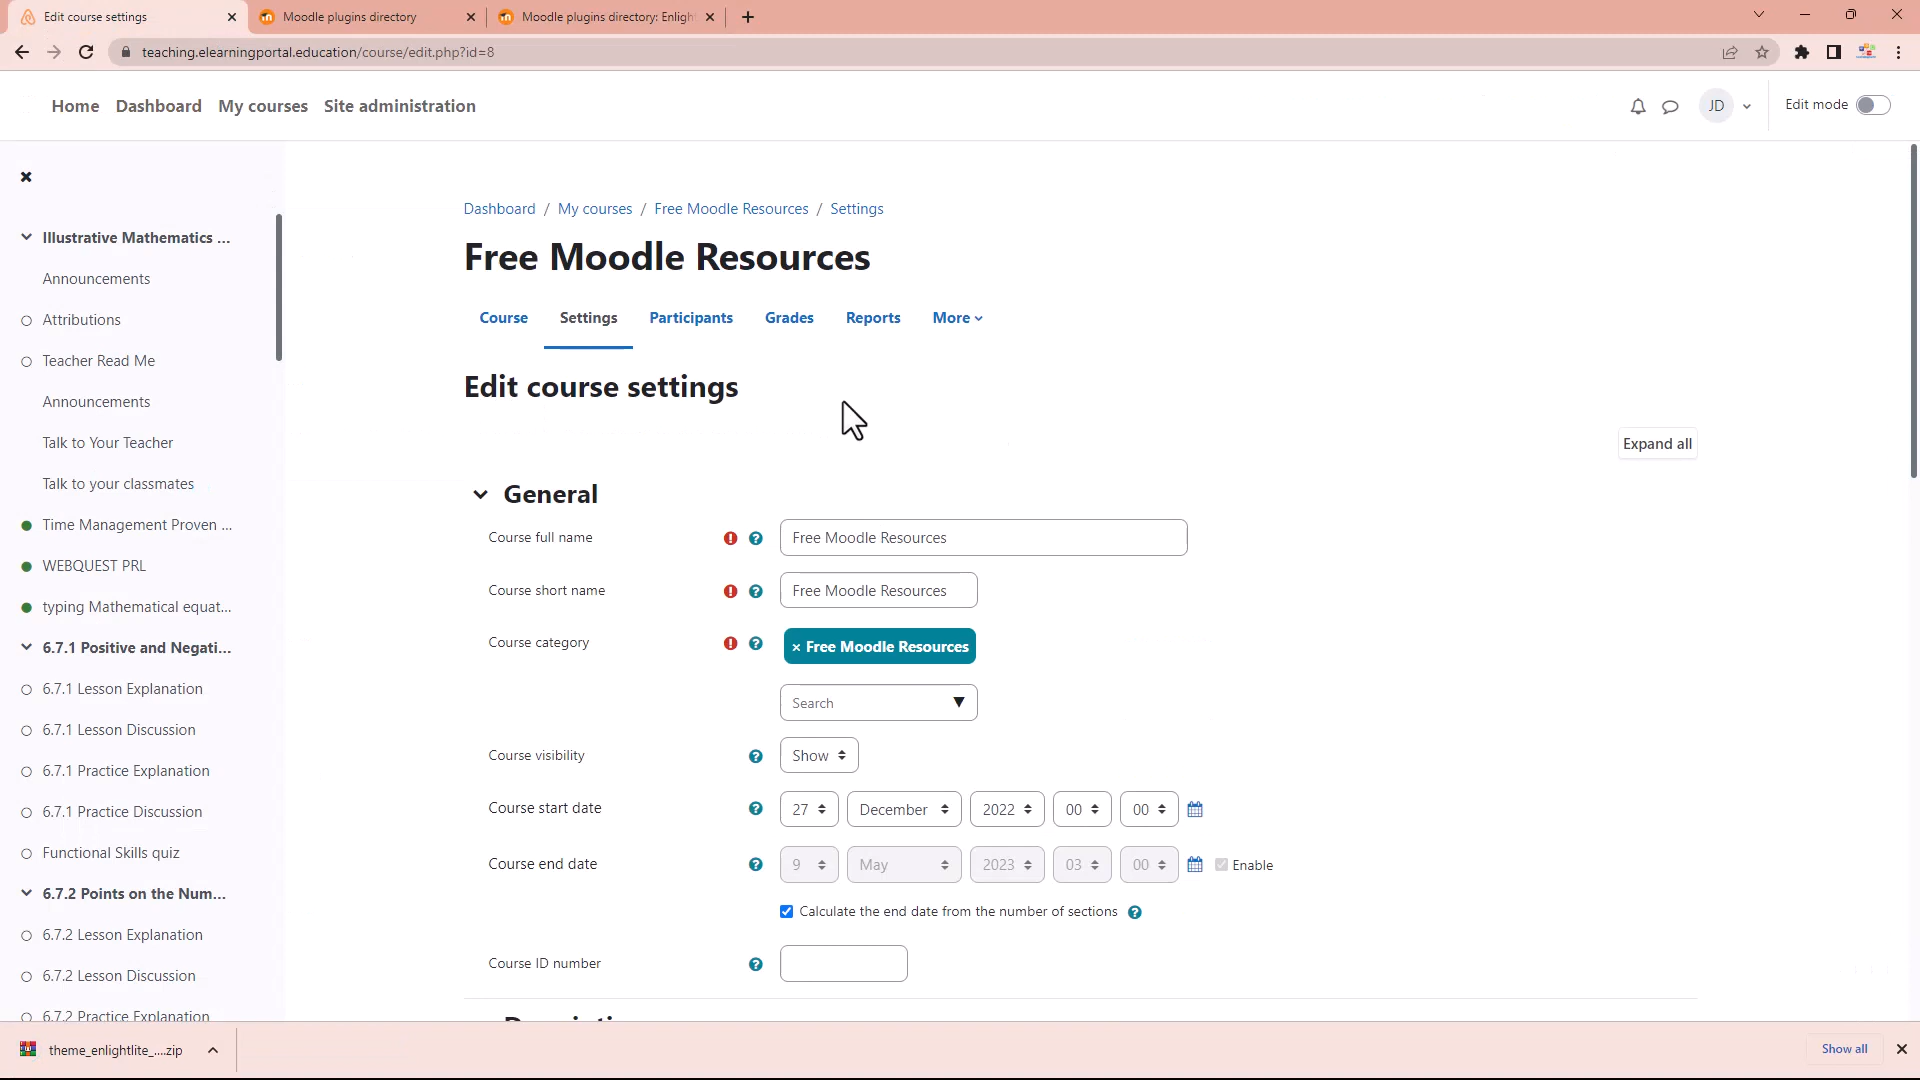 Edit course settings
Moodle plugins directory
Moodle plugins directory: Enligh
teaching.elearningportal.education/course/edit.php?id=8
Home Dashboard My courses Site administration
JD
Edit mode
Illustrative Mathematics ...
Announcements
Attributions
Teacher Read Me
Announcements
Talk to Your Teacher
Talk to your classmates
Time Management Proven ...
WEBQUEST PRL
typing Mathematical equat...
6.7.1 Positive and Negati...
6.7.1 Lesson Explanation
6.7.1 Lesson Discussion
6.7.1 Practice Explanation
6.7.1 Practice Discussion
Functional Skills quiz
6.7.2 Points on the Num...
6.7.2 Lesson Explanation
6.7.2 Lesson Discussion
6.7.2 Practice Explanation
Dashboard / My courses / Free Moodle Resources / Settings
Free Moodle Resources
Course Settings Participants Grades Reports More
Edit course settings
Expand all
General
Course full name ! ? Free Moodle Resources
Course short name ! ? Free Moodle Resources
Course category ! ? × Free Moodle Resources
Search ▼
Course visibility ? Show
Course start date ? 27 December 2022 00 00
Course end date ? 9 May 2023 03 00 Enable
Calculate the end date from the number of sections ?
Course ID number ?
theme_enlightlite_....zip
Show all